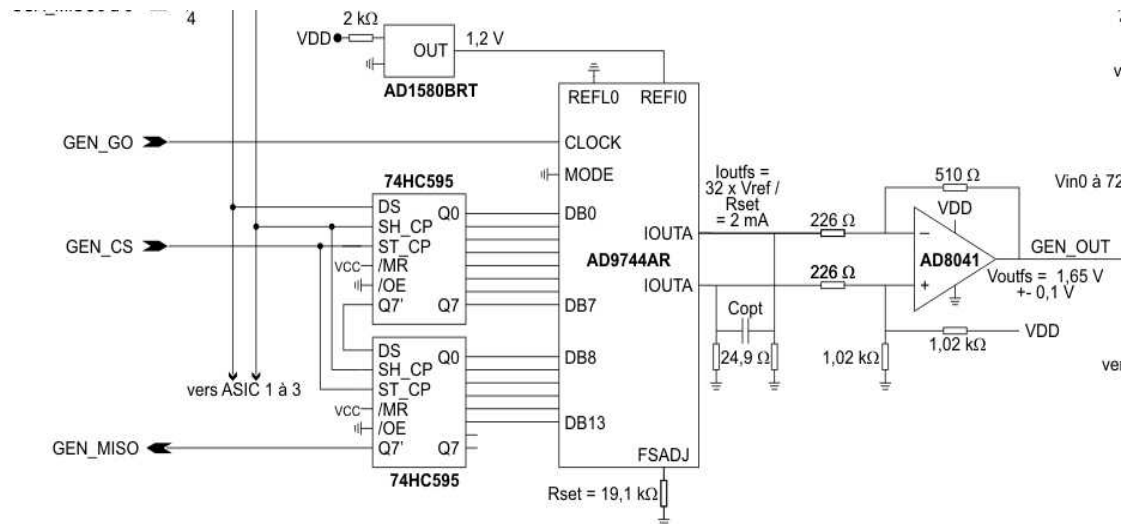 4
2 kΩ
VDD
OUT
1,2 V
AD1580BRT
REFL0 REFI0
GEN_GO
CLOCK
MODE
74HC595
DS
SH_CP
ST_CP
/MR
/OE
Q7'
Q0
Q7
VCC
GEN_CS
DB0
DB7
AD9744AR
IOUTA
IOUTA
Ioutfs =
32 x Vref /
Rset
= 2 mA
226 Ω
226 Ω
510 Ω
VDD
AD8041
GEN_OUT
Voutfs = 1,65 V
+- 0,1 V
Vin0 à 72
Copt
24,9 Ω
1,02 kΩ
1,02 kΩ
VDD
DS
SH_CP
ST_CP
/MR
/OE
Q7'
Q0
Q7
VCC
DB8
DB13
vers ASIC 1 à 3
GEN_MISO
74HC595
FSADJ
Rset = 19,1 kΩ